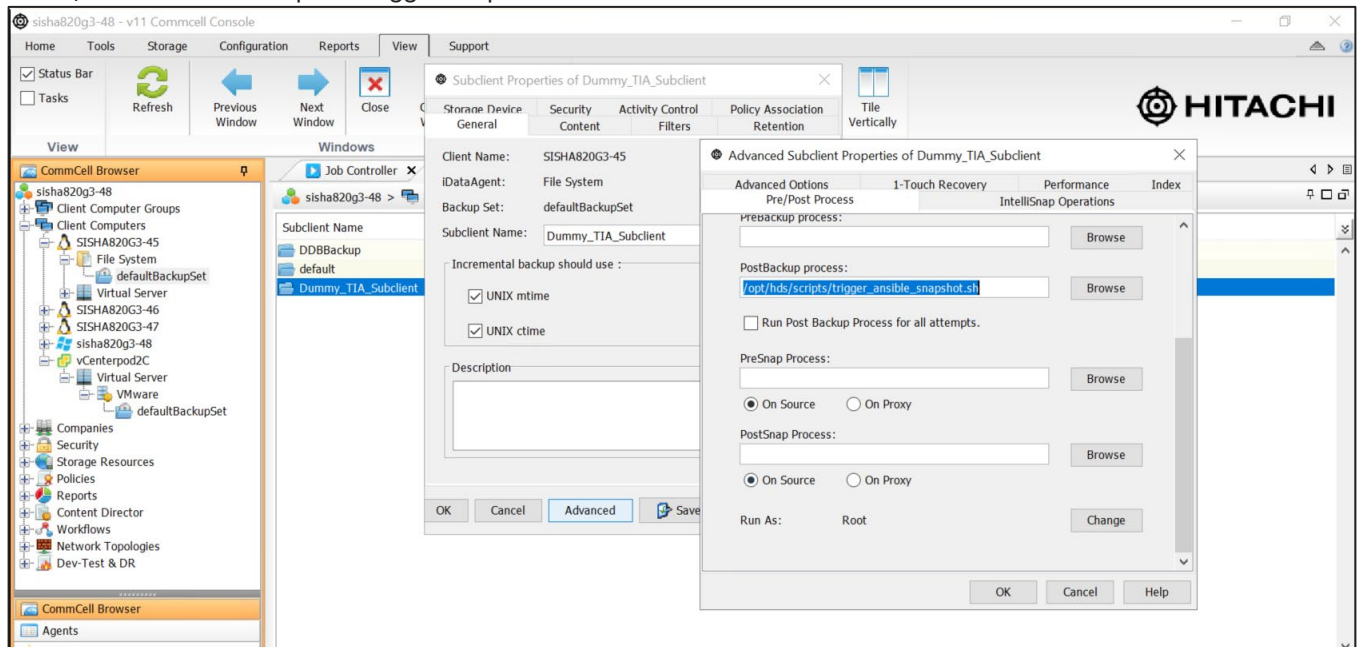 sisha820g3-48 - v11 Commcell Console
Home Tools Storage Configuration Reports View Support
Status Bar
Tasks
Refresh
Previous Window
Next Window
Close
Tile Vertically
View
Windows
HITACHI
CommCell Browser
sisha820g3-48
Client Computer Groups
Client Computers
SISHA820G3-45
File System
defaultBackupSet
Virtual Server
SISHA820G3-46
SISHA820G3-47
sisha820g3-48
vCenterpod2C
Virtual Server
VMware
defaultBackupSet
Companies
Security
Storage Resources
Policies
Reports
Content Director
Workflows
Network Topologies
Dev-Test & DR
CommCell Browser
Agents
Job Controller
sisha820g3-48 >
Subclient Name
DDBBackup
default
Dummy_TIA_Subclient
Subclient Properties of Dummy_TIA_Subclient
Storage Device Security Activity Control Policy Association
General Content Filters Retention
Client Name: SISHA820G3-45
iDataAgent: File System
Backup Set: defaultBackupSet
Subclient Name: Dummy_TIA_Subclient
Incremental backup should use :
UNIX mtime
UNIX ctime
Description
OK Cancel Advanced Save
Advanced Subclient Properties of Dummy_TIA_Subclient
Advanced Options 1-Touch Recovery Performance Index
Pre/Post Process IntelliSnap Operations
PreBackup process:
Browse
PostBackup process:
/opt/hds/scripts/trigger_ansible_snapshot.sh Browse
Run Post Backup Process for all attempts.
PreSnap Process:
Browse
On Source On Proxy
PostSnap Process:
Browse
On Source On Proxy
Run As: Root Change
OK Cancel Help